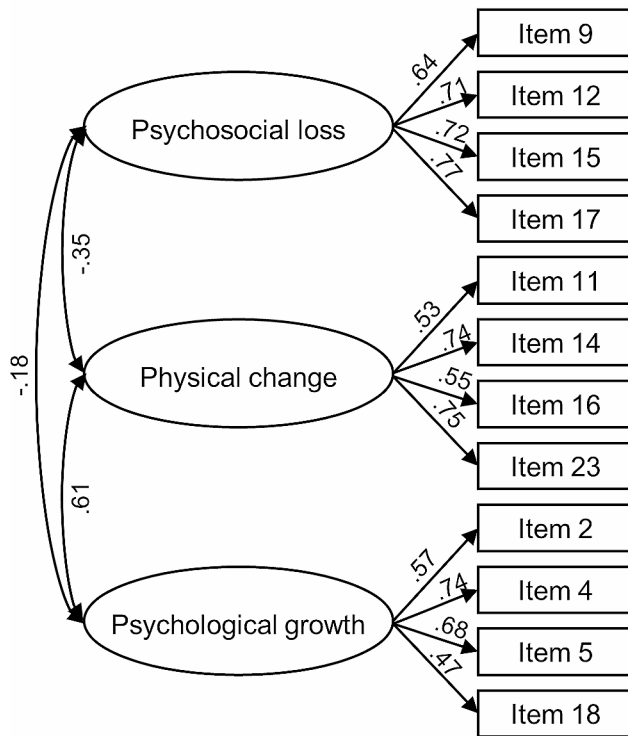 Item 9
.64
.71
Item 12
Psychosocial loss
.72
Item 15
.77
Item 17
-.35
Item 11
.53
.74
Item 14
Physical change
.55
Item 16
.75
Item 23
-.18
.61
Item 2
.57
.74
Item 4
Psychological growth
.68
Item 5
.47
Item 18